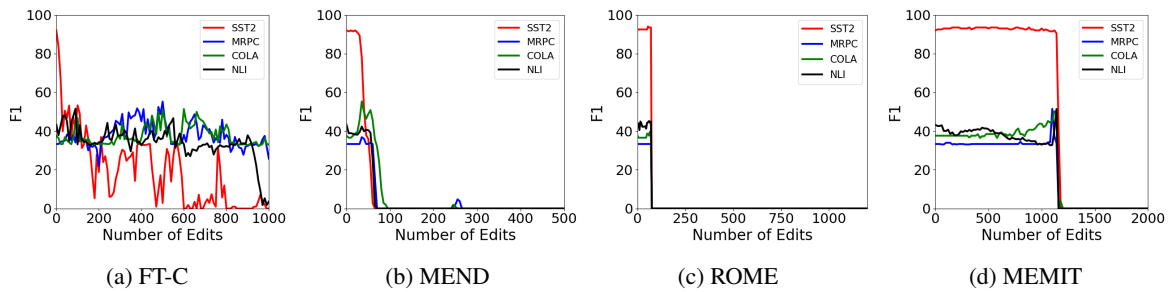 100
80
60
40
20
0
F1
SST2
MRPC
COLA
NLI
0 200 400 600 800 1000
Number of Edits
(a) FT-C
100
80
60
40
20
0
F1
SST2
MRPC
COLA
NLI
0 100 200 300 400 500
Number of Edits
(b) MEND
100
80
60
40
20
0
F1
SST2
MRPC
COLA
NLI
0 250 500 750 1000
Number of Edits
(c) ROME
100
80
60
40
20
0
F1
SST2
MRPC
COLA
NLI
0 500 1000 1500 2000
Number of Edits
(d) MEMIT